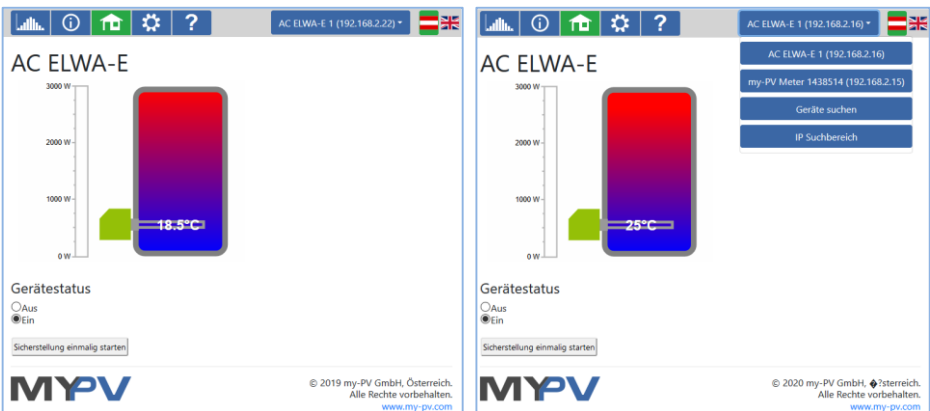 AC ELWA-E 1 (192.168.2.22)
AC ELWA-E
3000 W
2000 W
1000 W
0 W
18.5°C
Gerätestatus
Aus
Ein
Sicherstellung einmalig starten
MYPV
© 2019 my-PV GmbH, Österreich.
Alle Rechte vorbehalten.
www.my-pv.com
AC ELWA-E 1 (192.168.2.16)
AC ELWA-E 1 (192.168.2.16)
my-PV Meter 1438514 (192.168.2.15)
Geräte suchen
IP Suchbereich
AC ELWA-E
3000 W
2000 W
1000 W
0 W
25°C
Gerätestatus
Aus
Ein
Sicherstellung einmalig starten
MYPV
© 2020 my-PV GmbH, �?sterreich.
Alle Rechte vorbehalten.
www.my-pv.com